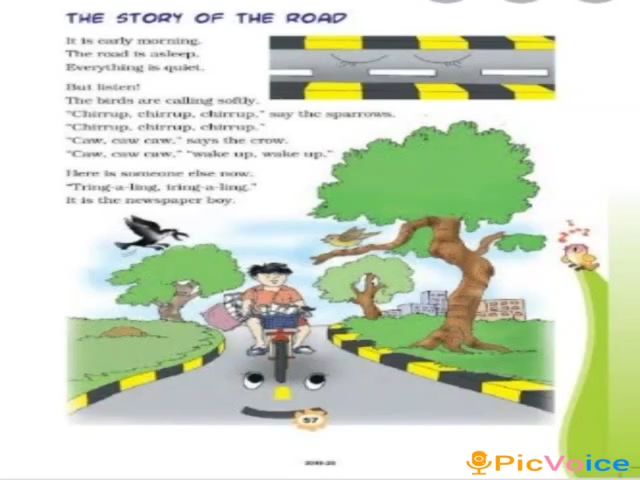 THE STORY OF THE ROAD
It is early morning.
The road is asleep.
Everything is quiet.
But listen!
The birds are calling softly.
"Chirrup, chirrup, chirrup," say the sparrows.
"Chirrup, chirrup, chirrup."
"Caw, caw caw," says the crow.
"Caw, caw caw," "wake up, wake up."
Here is someone else now.
"Tring-a-ling, tring-a-ling."
It is the newspaper boy.
57
2019-20
PicVoice